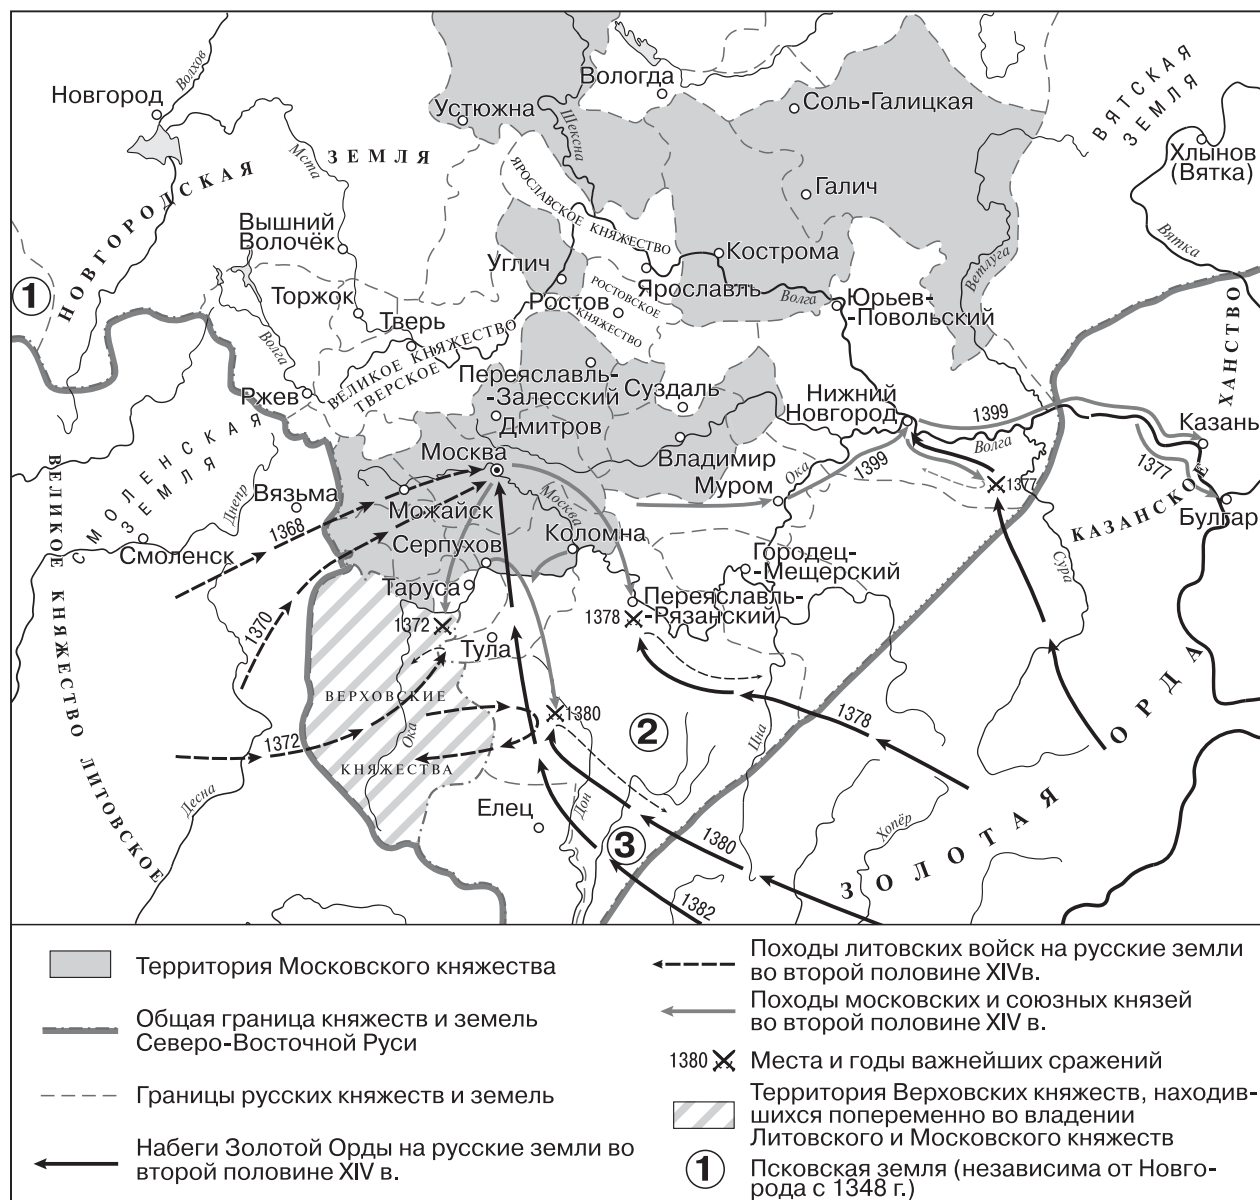 Новгород
Волхов
Вологда
Соль-Галицкая
Устюжна
Шексна
ВЯТСКАЯ
ЗЕМЛЯ
Хлынов
(Вятка)
НОВГОРОДСКАЯ
ЗЕМЛЯ
Мста
Галич
ЯРОСЛАВСКОЕ КНЯЖЕСТВО
Вышний
Волочёк
Кострома
Вятка
Ветлуга
Углич
Ярославль
1
Торжок
Ростов
РОСТОВСКОЕ
КНЯЖЕСТВО
Волга
Юрьев-
-Повольский
Тверь
ВЕЛИКОЕ КНЯЖЕСТВО
ТВЕРСКОЕ
Волга
Переяславль-
-Залесский
Суздаль
Ржев
Нижний
Новгород
1399
ХАНСТВО
КАЗАНСКОЕ
Казань
Дмитров
Москва
Владимир
Волга
Ока
1399
1377
1377
СМОЛЕНСКАЯ
ЗЕМЛЯ
Вязьма
Днепр
Можайск
Москва
Муром
Булгар
1368
Смоленск
Серпухов
Коломна
Городец-
-Мещерский
Сура
ВЕЛИКОЕ КНЯЖЕСТВО ЛИТОВСКОЕ
Таруса
Переяславль-
-Рязанский
1370
1372
1378
Тула
ВЕРХОВСКИЕ
КНЯЖЕСТВА
Ока
1380
2
1378
Цна
1372
ЗОЛОТАЯ ОРДА
Десна
Елец
Дон
3
1380
Хопёр
1382
Территория Московского княжества
Общая граница княжеств и земель
Северо-Восточной Руси
Границы русских княжеств и земель
Набеги Золотой Орды на русские земли во
второй половине XIV в.
Походы литовских войск на русские земли
во второй половине XIVв.
Походы московских и союзных князей
во второй половине XIV в.
1380
Места и годы важнейших сражений
Территория Верховских княжеств, находив-
шихся попеременно во владении
Литовского и Московского княжеств
1
Псковская земля (независима от Новго-
рода с 1348 г.)